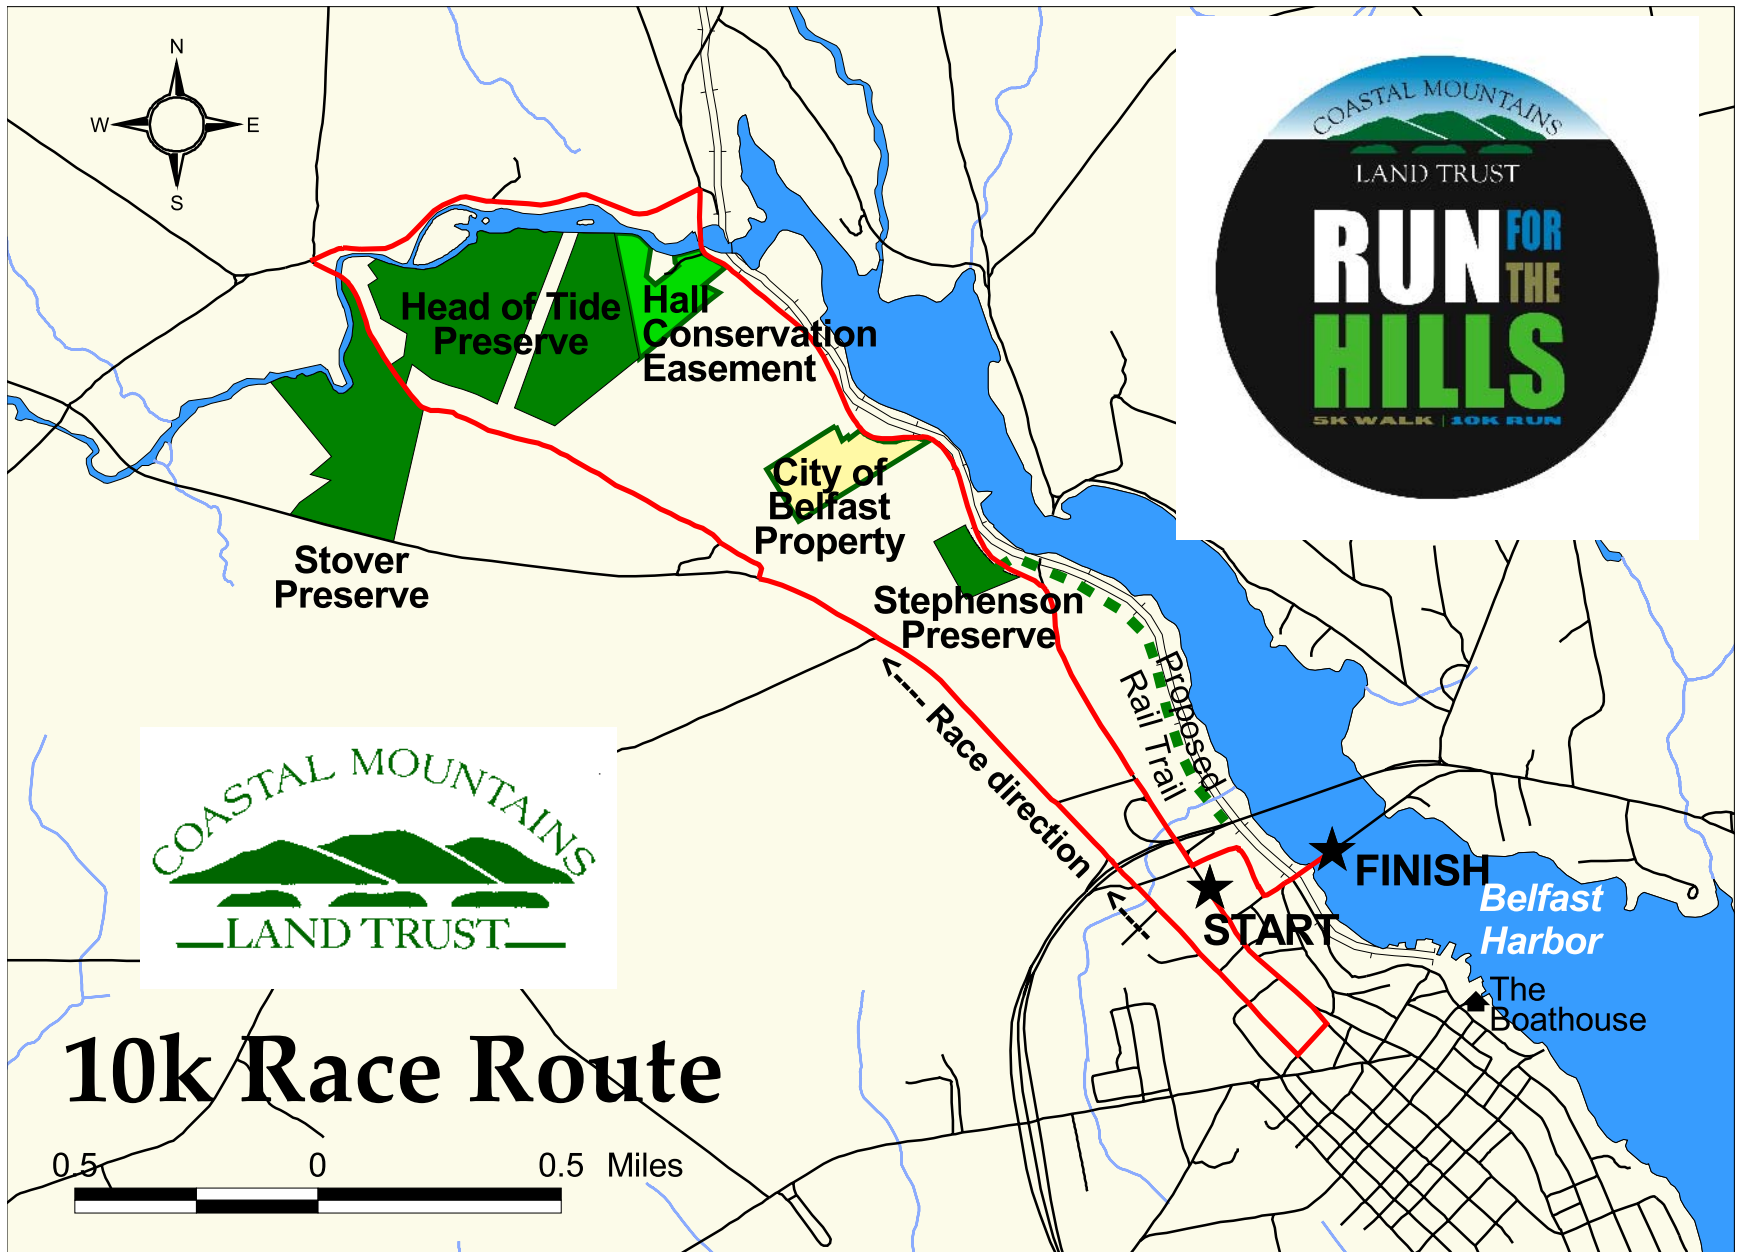 N
W E
S
COASTAL MOUNTAINS
LAND TRUST
RUN FOR THE
HILLS
5K WALK | 10K RUN
Head of Tide
Preserve
Hall
Conservation
Easement
City of
Belfast
Property
Stover
Preserve
Stephenson
Preserve
Proposed
Rail Trail
Race direction
COASTAL MOUNTAINS
LAND TRUST
START
FINISH
Belfast
Harbor
The
Boathouse
10k Race Route
0.5 0 0.5 Miles